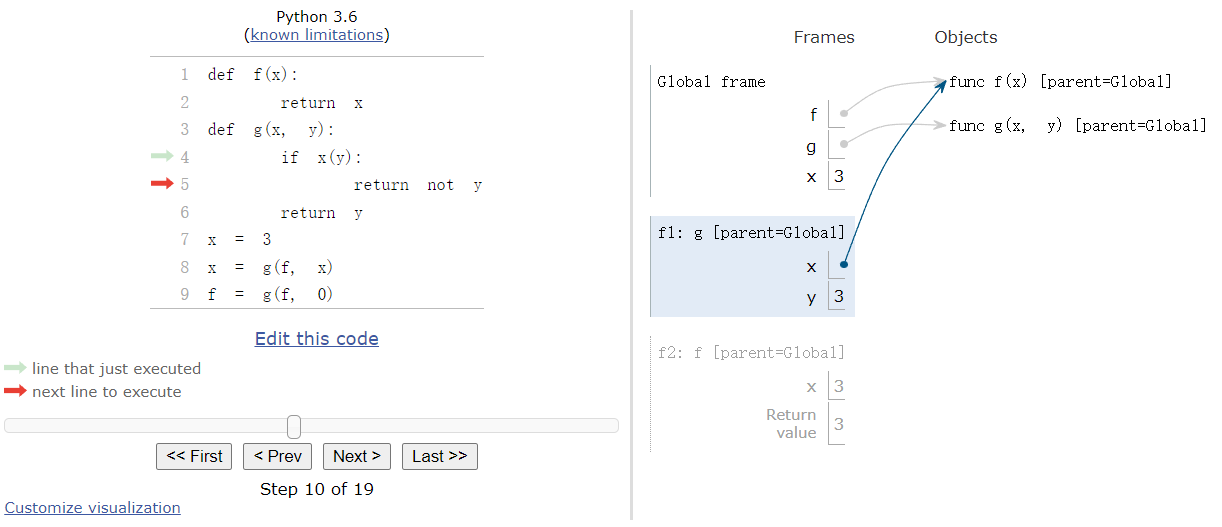 Python 3.6
(known limitations)
1 def f(x):
2 return x
3 def g(x, y):
4 if x(y):
5 return not y
6 return y
7 x = 3
8 x = g(f, x)
9 f = g(f, 0)
Edit this code
line that just executed
next line to execute
<< First < Prev Next > Last >>
Step 10 of 19
Customize visualization
Frames Objects
Global frame
f
g
x 3
func f(x) [parent=Global]
func g(x, y) [parent=Global]
f1: g [parent=Global]
x
y 3
f2: f [parent=Global]
x 3
Return
value 3